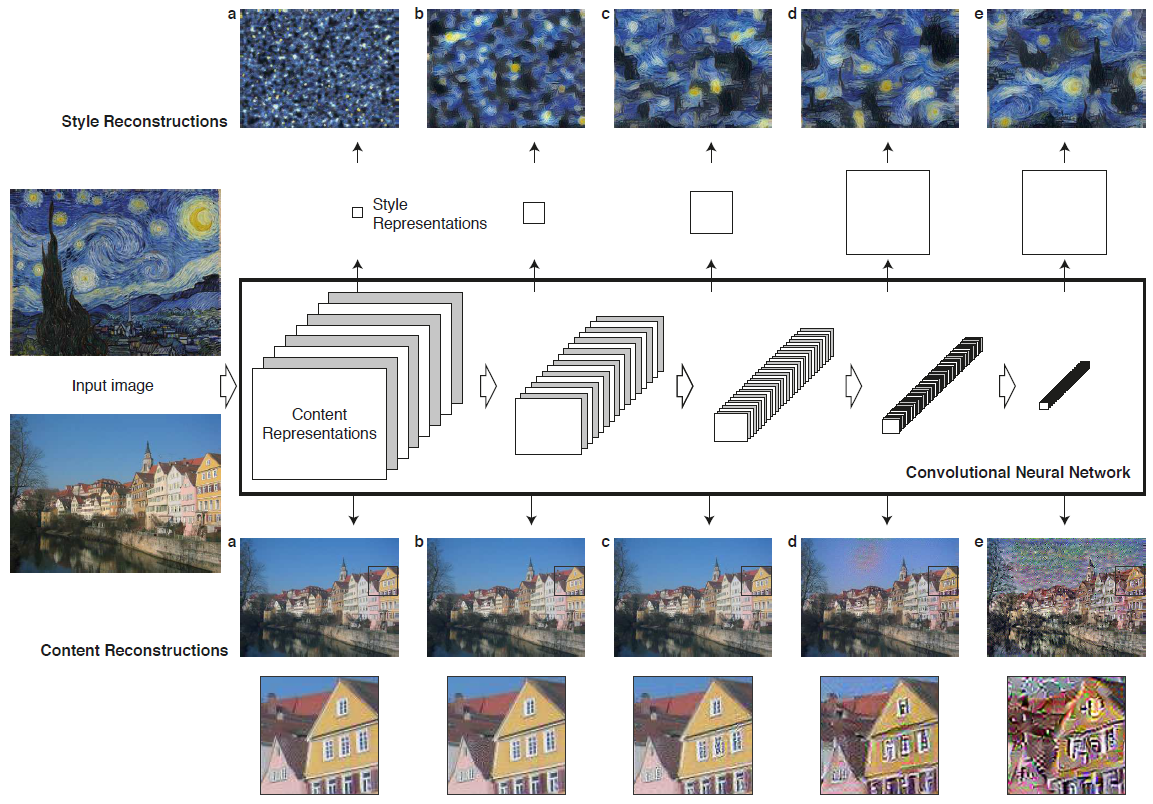 a b c d e
Style Reconstructions
Style
Representations
Input image
Content
Representations
Convolutional Neural Network
a b c d e
Content Reconstructions